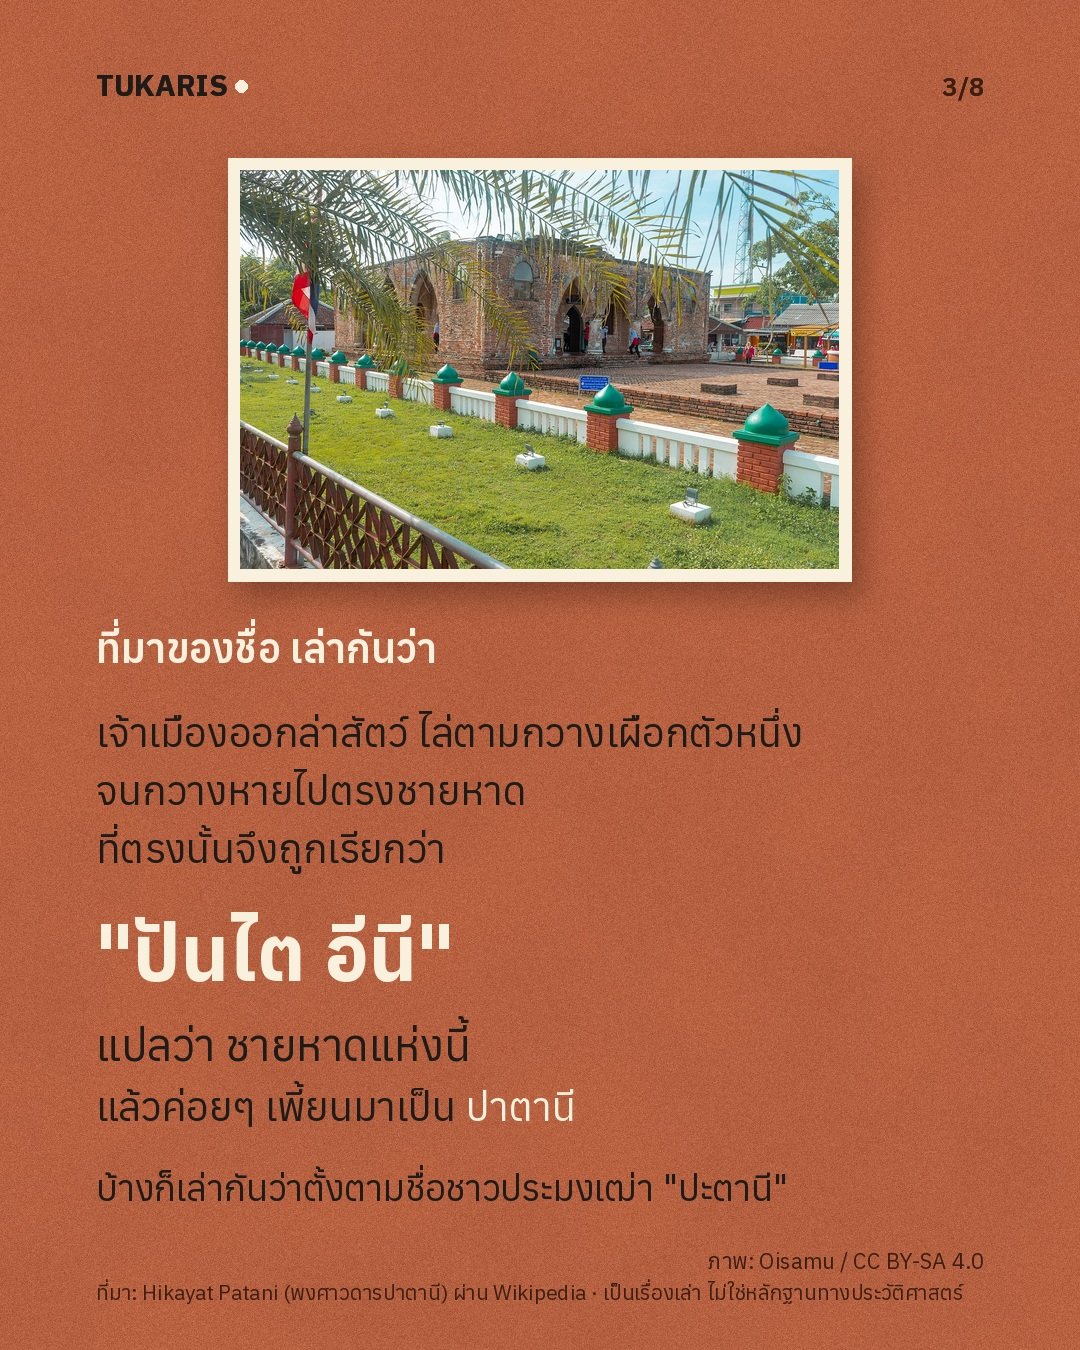 TUKARIS
3/8
ที่มาของชื่อ เล่ากันว่า
เจ้าเมืองออกล่าสัตว์ ไล่ตามกวางเผือกตัวหนึ่ง
จนกวางหายไปตรงชายหาด
ที่ตรงนั้นจึงถูกเรียกว่า
"ปันไต อีนี"
แปลว่า ชายหาดแห่งนี้
แล้วค่อยๆ เพี้ยนมาเป็น ปาตานี
บ้างก็เล่ากันว่าตั้งตามชื่อชาวประมงเฒ่า "ปะตานี"
ภาพ: Oisamu / CC BY-SA 4.0
ที่มา: Hikayat Patani (พงศาวดารปาตานี) ผ่าน Wikipedia · เป็นเรื่องเล่า ไม่ใช่หลักฐานทางประวัติศาสตร์